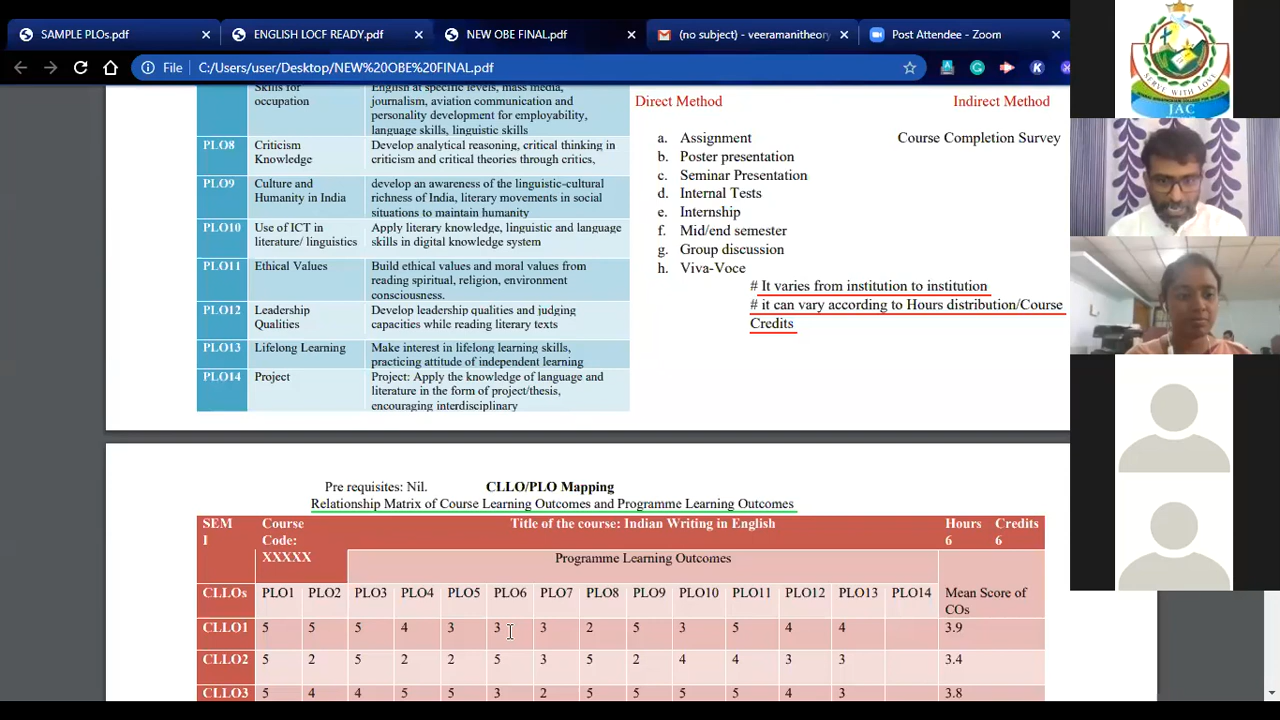 SAMPLE PLOs.pdf
ENGLISH LOCF READY.pdf
NEW OBE FINAL.pdf
(no subject) - veeramanitheory
Post Attendee - Zoom
File C:/Users/user/Desktop/NEW%20OBE%20FINAL.pdf
Skills for occupation
English at specific levels, mass media,
journalism, aviation communication and
personality development for employability,
language skills, linguistic skills
PLO8 Criticism Knowledge
Develop analytical reasoning, critical thinking in
criticism and critical theories through critics,
PLO9 Culture and Humanity in India
develop an awareness of the linguistic-cultural
richness of India, literary movements in social
situations to maintain humanity
PLO10 Use of ICT in literature/ linguistics
Apply literary knowledge, linguistic and language
skills in digital knowledge system
PLO11 Ethical Values
Build ethical values and moral values from
reading spiritual, religion, environment
consciousness.
PLO12 Leadership Qualities
Develop leadership qualities and judging
capacities while reading literary texts
PLO13 Lifelong Learning
Make interest in lifelong learning skills,
practicing attitude of independent learning
PLO14 Project
Project: Apply the knowledge of language and
literature in the form of project/thesis,
encouraging interdisciplinary
Direct Method
Indirect Method
a. Assignment
Course Completion Survey
b. Poster presentation
c. Seminar Presentation
d. Internal Tests
e. Internship
f. Mid/end semester
g. Group discussion
h. Viva-Voce
# It varies from institution to institution
# it can vary according to Hours distribution/Course
Credits
Pre requisites: Nil. CLLO/PLO Mapping
Relationship Matrix of Course Learning Outcomes and Programme Learning Outcomes
SEM I
Course Code: XXXXX
Title of the course: Indian Writing in English
Hours 6
Credits 6
Programme Learning Outcomes
CLLOs PLO1 PLO2 PLO3 PLO4 PLO5 PLO6 PLO7 PLO8 PLO9 PLO10 PLO11 PLO12 PLO13 PLO14 Mean Score of COs
CLLO1 5 5 5 4 3 3 3 2 5 3 5 4 4 3.9
CLLO2 5 2 5 2 2 5 3 5 2 4 4 3 3 3.4
CLLO3 5 4 4 5 5 3 2 5 5 5 5 4 3 3.8
SERVE WITH LOVE
JAC